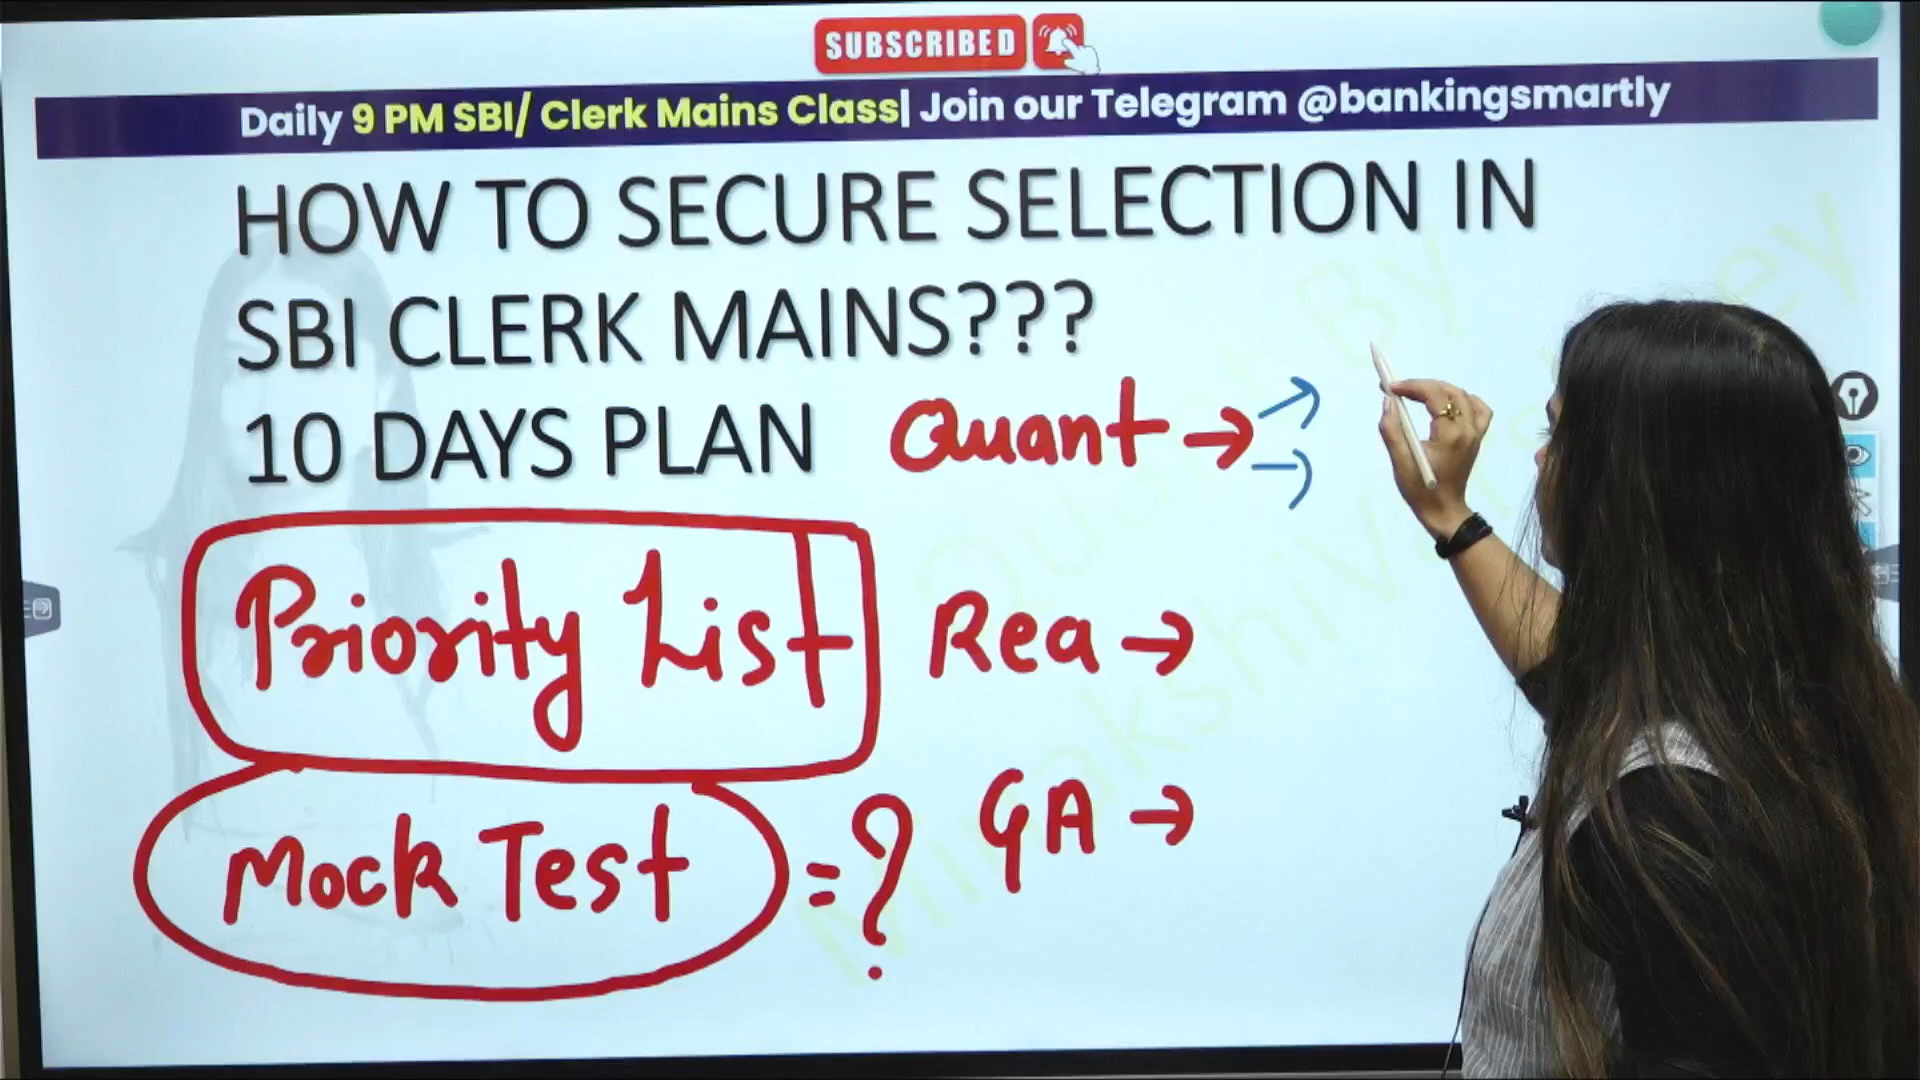 SUBSCRIBED
Daily 9 PM SBI/ Clerk Mains Class| Join our Telegram @bankingsmartly
HOW TO SECURE SELECTION IN
SBI CLERK MAINS???
10 DAYS PLAN
Quant →
Priority List
Rea →
Mock Test = ?
GA →